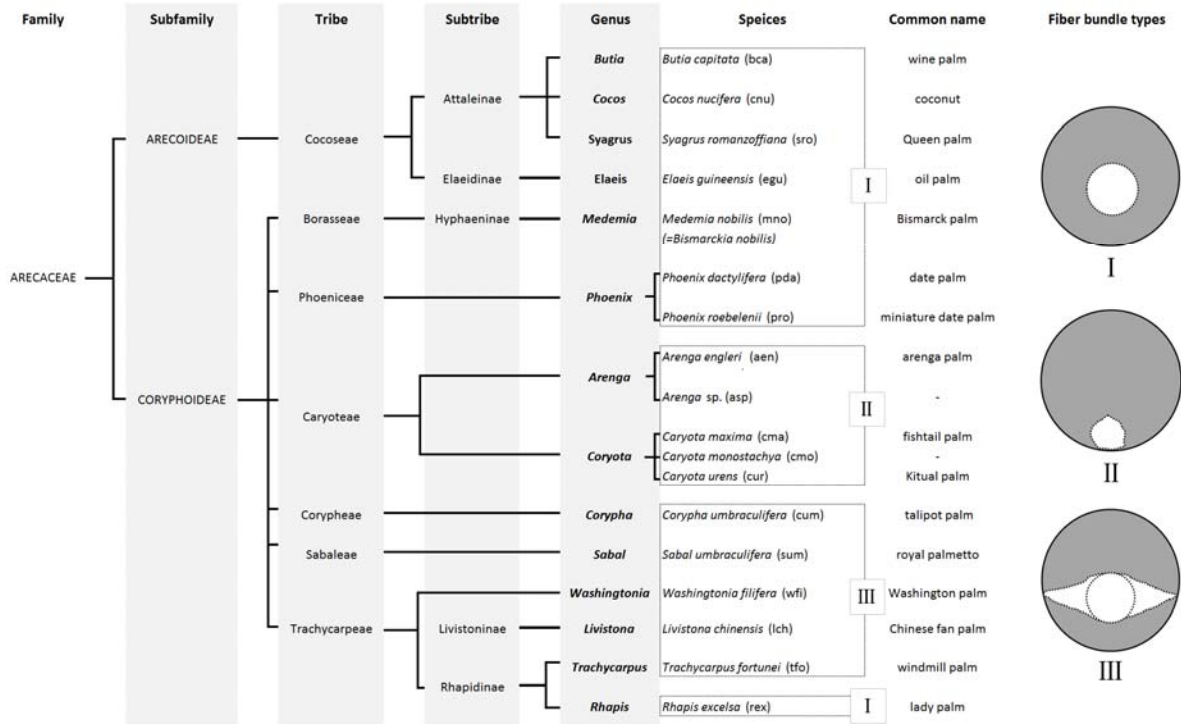 Family Subfamily Tribe Subtribe Genus Speices Common name Fiber bundle types
Butia Butia capitata (bca) wine palm
Attaleinae Cocos Cocos nucifera (cnu) coconut
ARECOIDEAE Cocoseae Syagrus Syagrus romanzoffiana (sro) Queen palm
Elaeidinae Elaeis Elaeis guineensis (egu) I oil palm
Borasseae Hyphaeninae Medemia Medemia nobilis (mno) Bismarck palm
(=Bismarckia nobilis)
I
ARECACEAE
Phoenix dactylifera (pda) date palm
Phoeniceae Phoenix
Phoenix roebelenii (pro) miniature date palm
Arenga engleri (aen) arenga palm
Arenga
CORYPHOIDEAE Arenga sp. (asp) -
Caryoteae II
Caryota maxima (cma) fishtail palm
Coryota Caryota monostachya (cmo) -
Caryota urens (cur) Kitual palm
II
Corypheae Corypha Corypha umbraculifera (cum) talipot palm
Sabaleae Sabal Sabal umbraculifera (sum) royal palmetto
Washingtonia Washingtonia filifera (wfi) III Washington palm
Trachycarpeae Livistoninae Livistona Livistona chinensis (lch) Chinese fan palm
Trachycarpus Trachycarpus fortunei (tfo) windmill palm
III
Rhapidinae
Rhapis Rhapis excelsa (rex) I lady palm